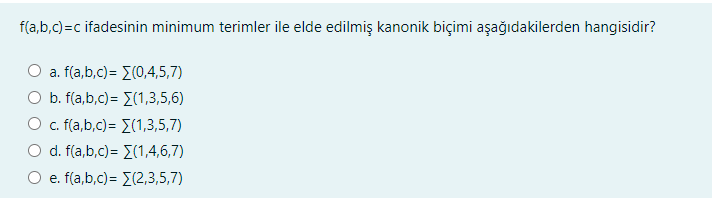 f(a,b,c)=c ifadesinin minimum terimler ile elde edilmiş kanonik biçimi aşağıdakilerden hangisidir?
a. f(a,b,c)= ∑(0,4,5,7)
b. f(a,b,c)= ∑(1,3,5,6)
c. f(a,b,c)= ∑(1,3,5,7)
d. f(a,b,c)= ∑(1,4,6,7)
e. f(a,b,c)= ∑(2,3,5,7)